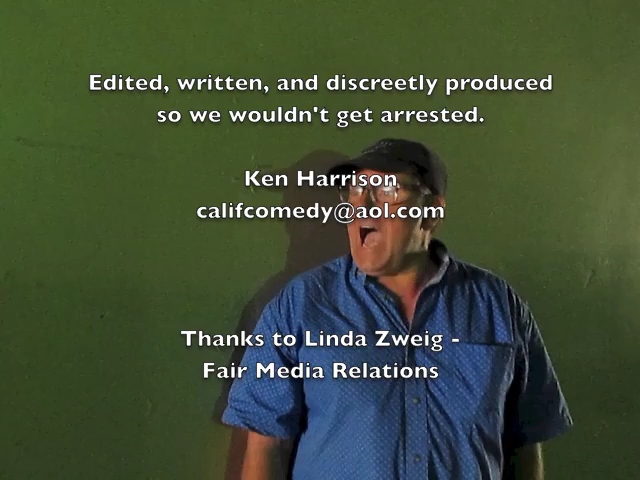 Edited, written, and discreetly produced
so we wouldn't get arrested.
Ken Harrison
califcomedy@aol.com
Thanks to Linda Zweig -
Fair Media Relations